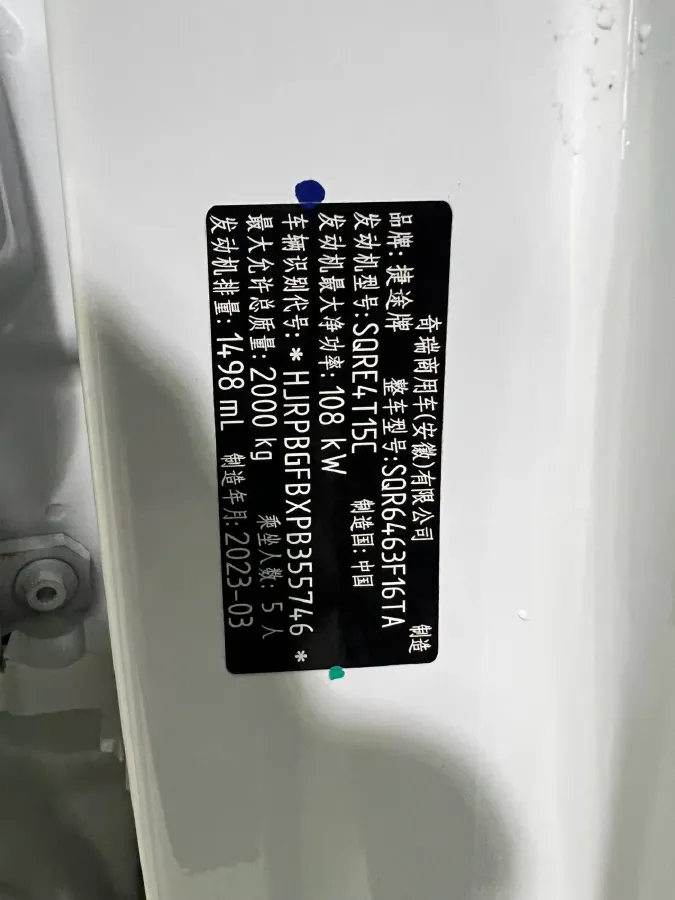 奇瑞商用车(安徽)有限公司 制造
品牌: 捷途牌 整车型号:SQR6463F16TA
发动机型号:SQRE4T15C 制造国: 中国
发动机最大净功率: 108 kW
车辆识别代号: * HJRPBGFBXPB355746 *
最大允许总质量: 2000 kg 乘坐人数: 5 人
发动机排量: 1498 mL 制造年月: 2023-03